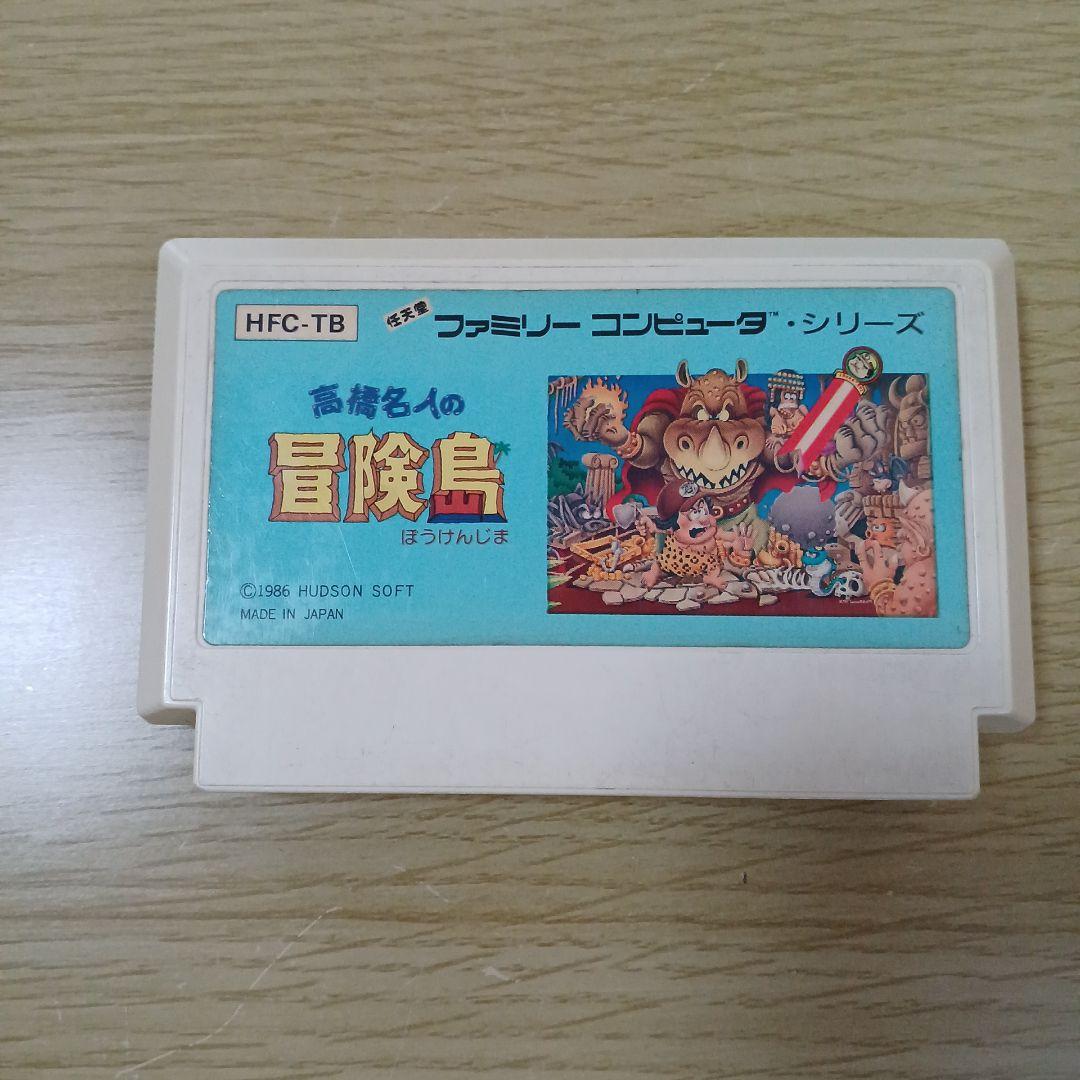 HFC-TB
任天堂 ファミリー コンピュータ™・シリーズ
高橋名人の
冒険島
ぼうけんじま
©1986 HUDSON SOFT
MADE IN JAPAN